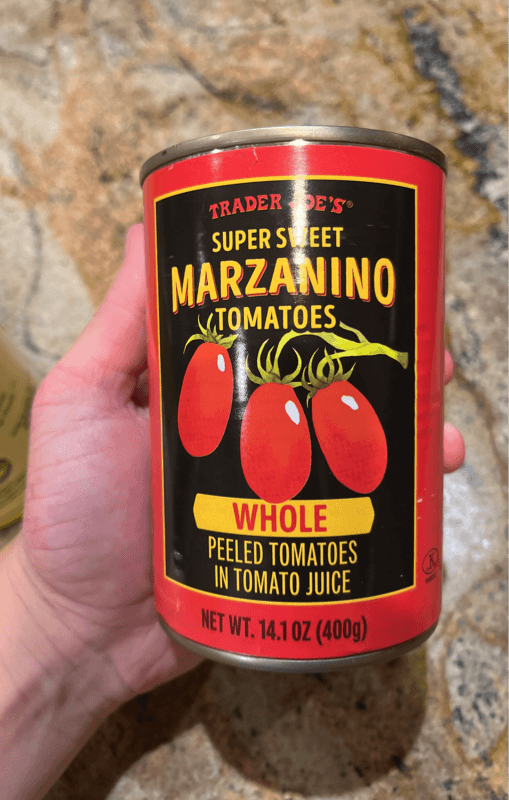 TRADER JOE'S®
SUPER SWEET
MARZANINO
TOMATOES
WHOLE
PEELED TOMATOES
IN TOMATO JUICE
NET WT. 14.1 OZ (400g)
K